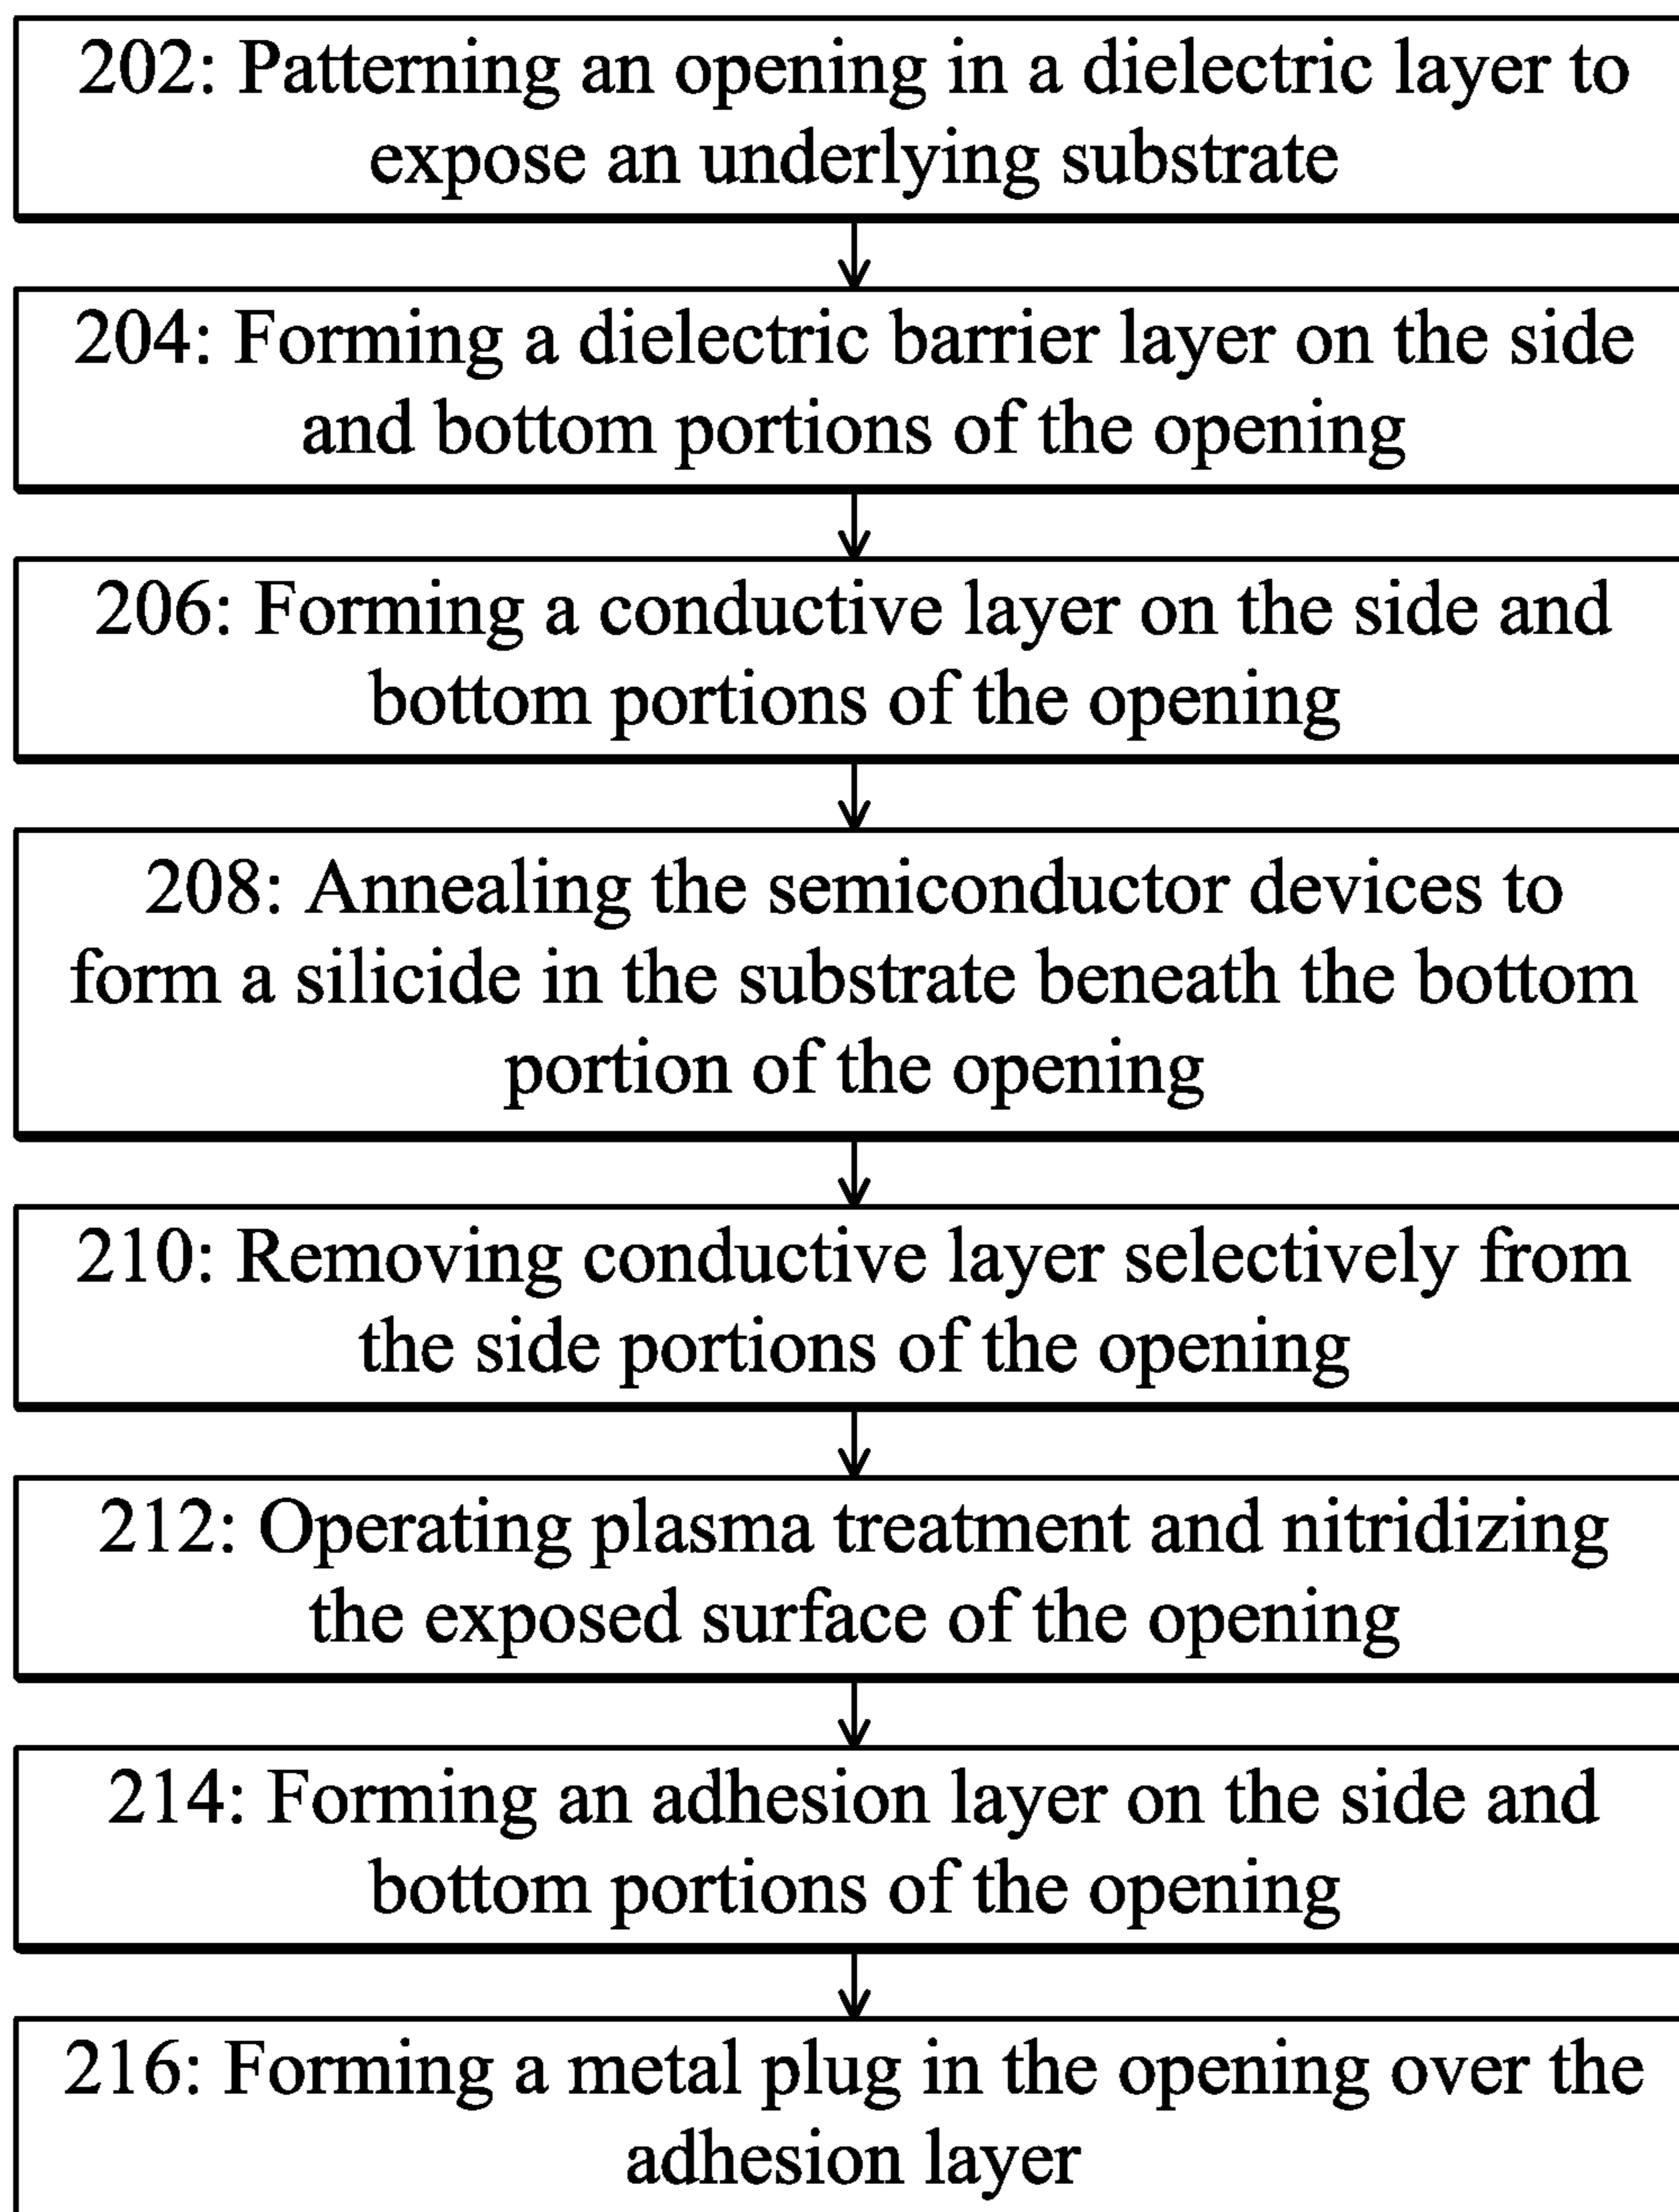 202: Patterning an opening in a dielectric layer to
expose an underlying substrate
204: Forming a dielectric barrier layer on the side
and bottom portions of the opening
206: Forming a conductive layer on the side and
bottom portions of the opening
208: Annealing the semiconductor devices to
form a silicide in the substrate beneath the bottom
portion of the opening
210: Removing conductive layer selectively from
the side portions of the opening
212: Operating plasma treatment and nitridizing
the exposed surface of the opening
214: Forming an adhesion layer on the side and
bottom portions of the opening
216: Forming a metal plug in the opening over the
adhesion layer